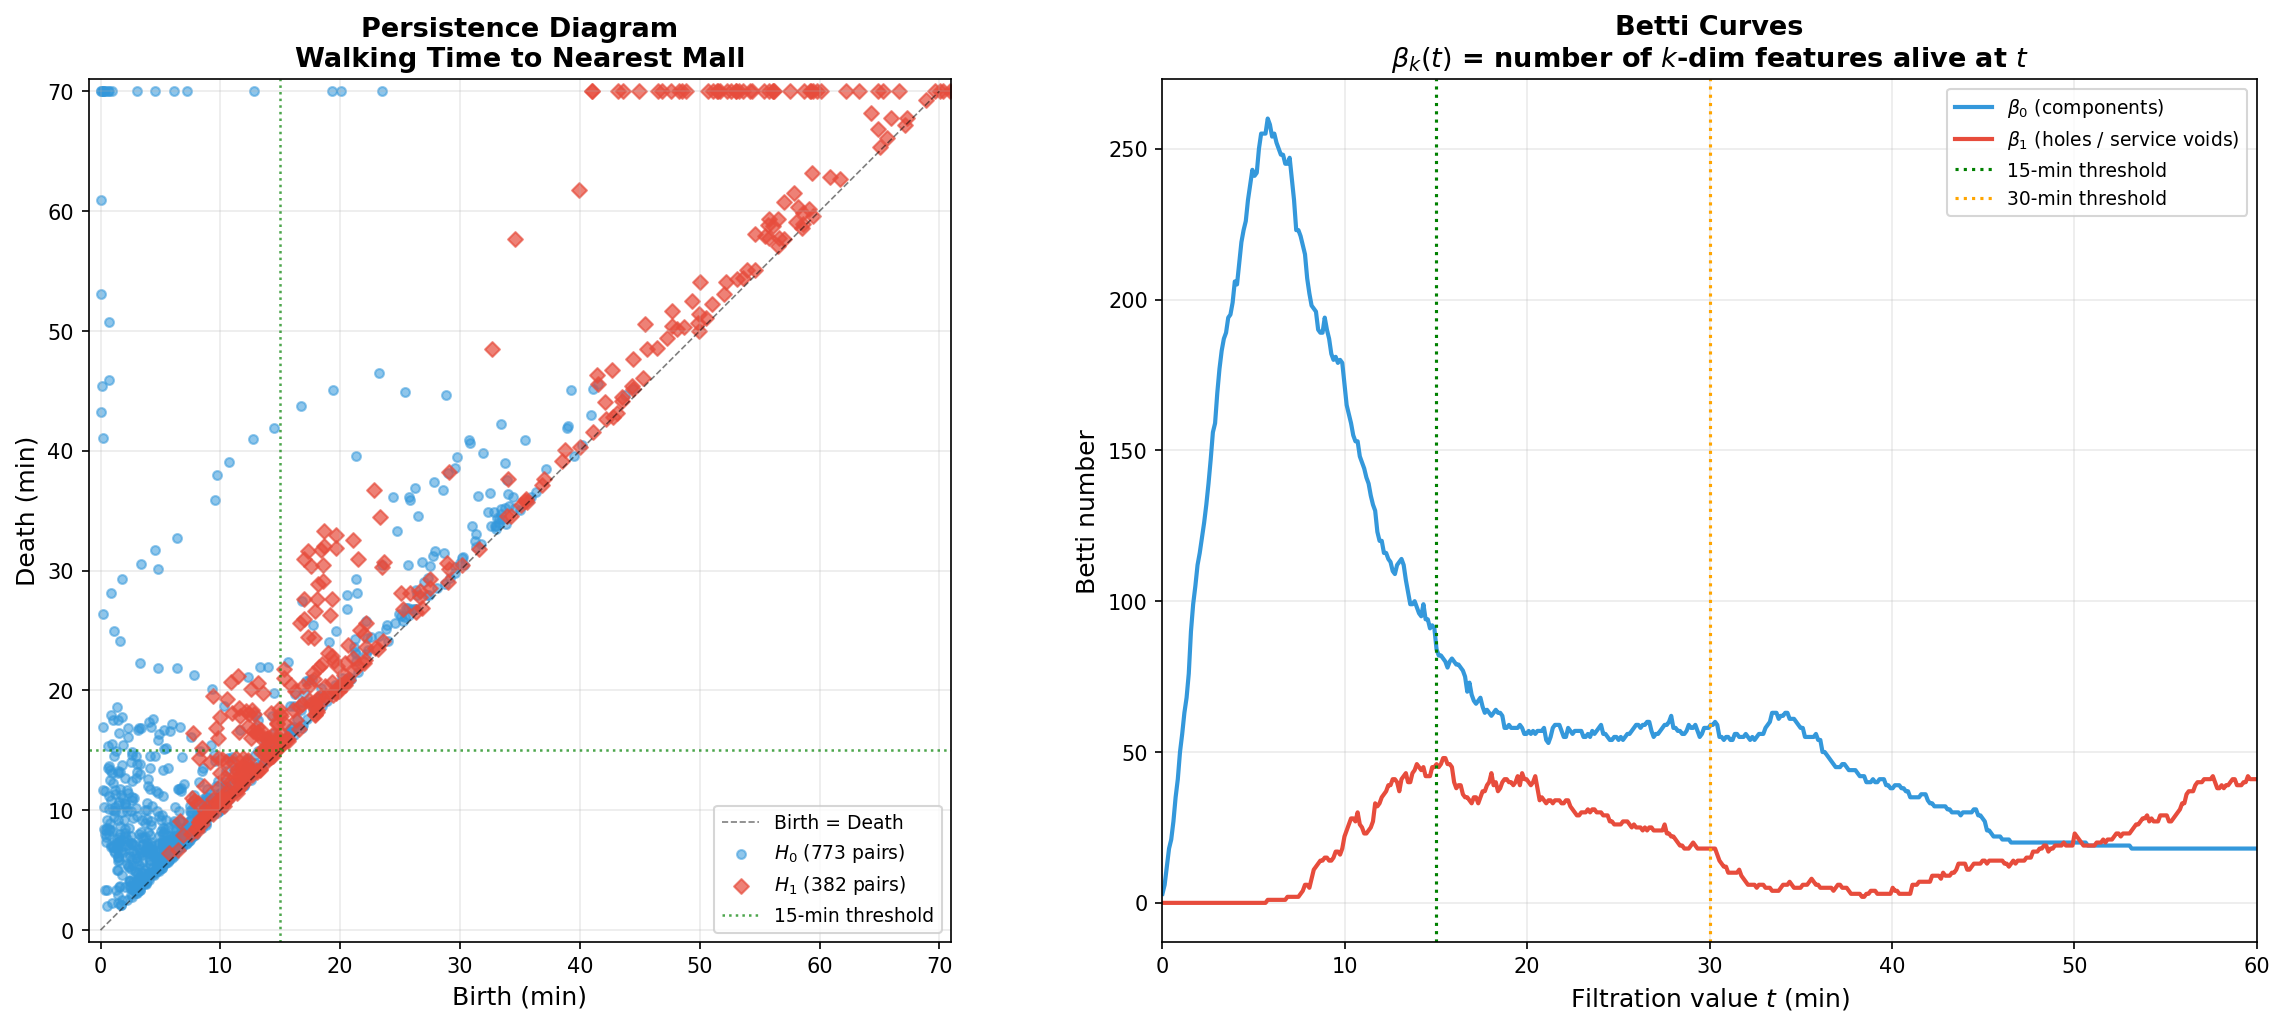 Persistence Diagram
Walking Time to Nearest Mall
70
60
50
40
30
20
10
0
Death (min)
Birth = Death
H₀ (773 pairs)
H₁ (382 pairs)
15-min threshold
0 10 20 30 40 50 60 70
Birth (min)
Betti Curves
βₖ(t) = number of k-dim features alive at t
250
200
150
100
50
0
Betti number
β₀ (components)
β₁ (holes / service voids)
15-min threshold
30-min threshold
0 10 20 30 40 50 60
Filtration value t (min)